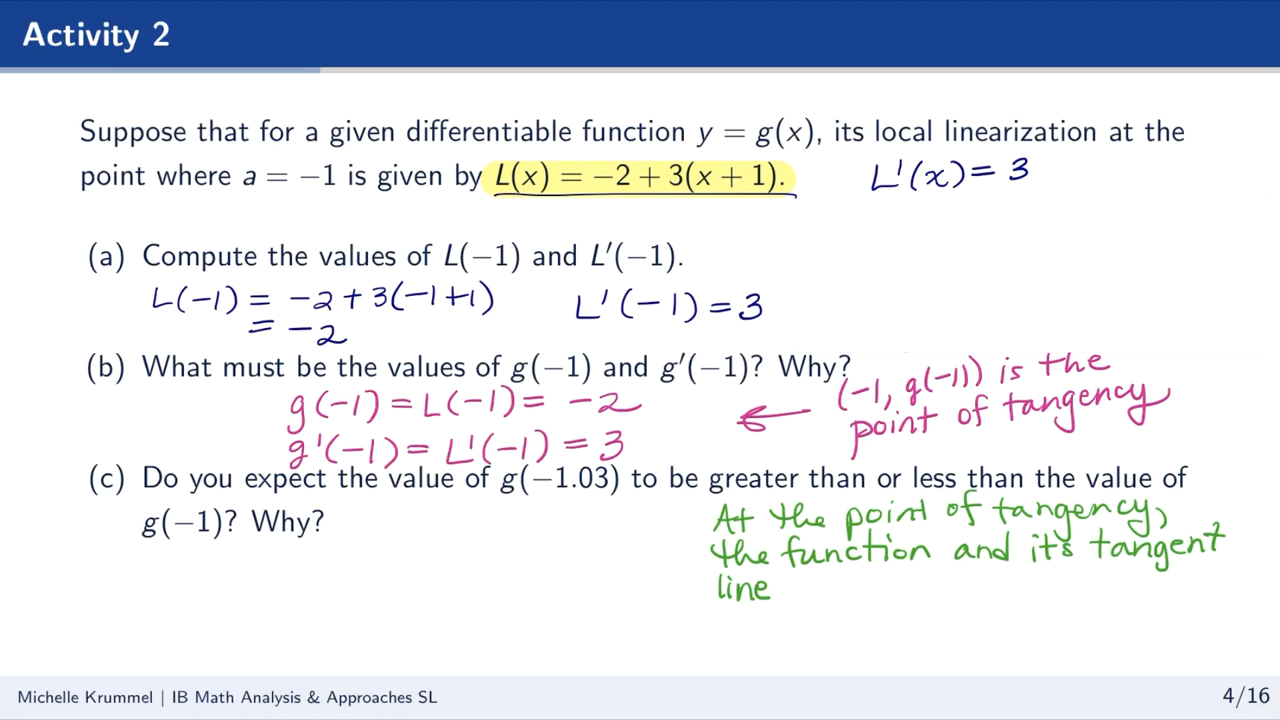 Activity 2
Suppose that for a given differentiable function y = g(x), its local linearization at the
point where a = −1 is given by L(x) = −2 + 3(x + 1). L'(x) = 3
(a) Compute the values of L(−1) and L′(−1).
L(−1) = −2 + 3(−1+1) L'(−1) = 3
= −2
(b) What must be the values of g(−1) and g′(−1)? Why?
(−1, g(−1)) is the
g(−1) = L(−1) = −2 ← point of tangency
g'(−1) = L'(−1) = 3
(c) Do you expect the value of g(−1.03) to be greater than or less than the value of
g(−1)? Why?
At the point of tangency,
the function and it's tangent
line
Michelle Krummel | IB Math Analysis & Approaches SL 4/16